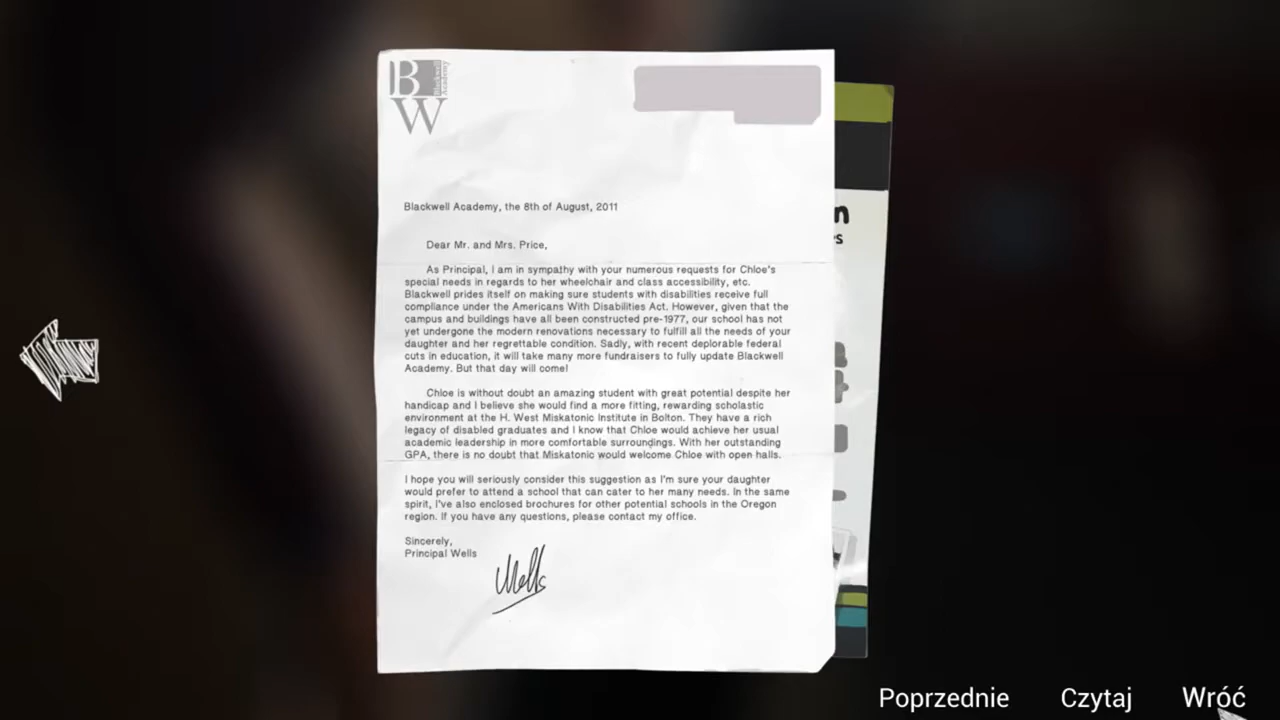 B
W
Blackwell
Academy
Blackwell Academy, the 8th of August, 2011
Dear Mr. and Mrs. Price,
As Principal, I am in sympathy with your numerous requests for Chloe's
special needs in regards to her wheelchair and class accessibility, etc.
Blackwell prides itself on making sure students with disabilities receive full
compliance under the Americans With Disabilities Act. However, given that the
campus and buildings have all been constructed pre-1977, our school has not
yet undergone the modern renovations necessary to fulfill all the needs of your
daughter and her regrettable condition. Sadly, with recent deplorable federal
cuts in education, it will take many more fundraisers to fully update Blackwell
Academy. But that day will come!
Chloe is without doubt an amazing student with great potential despite her
handicap and I believe she would find a more fitting, rewarding scholastic
environment at the H. West Miskatonic Institute in Bolton. They have a rich
legacy of disabled graduates and I know that Chloe would achieve her usual
academic leadership in more comfortable surroundings. With her outstanding
GPA, there is no doubt that Miskatonic would welcome Chloe with open halls.
I hope you will seriously consider this suggestion as I'm sure your daughter
would prefer to attend a school that can cater to her many needs. In the same
spirit, I've also enclosed brochures for other potential schools in the Oregon
region. If you have any questions, please contact my office.
Sincerely,
Principal Wells
Wells
Poprzednie Czytaj Wróć